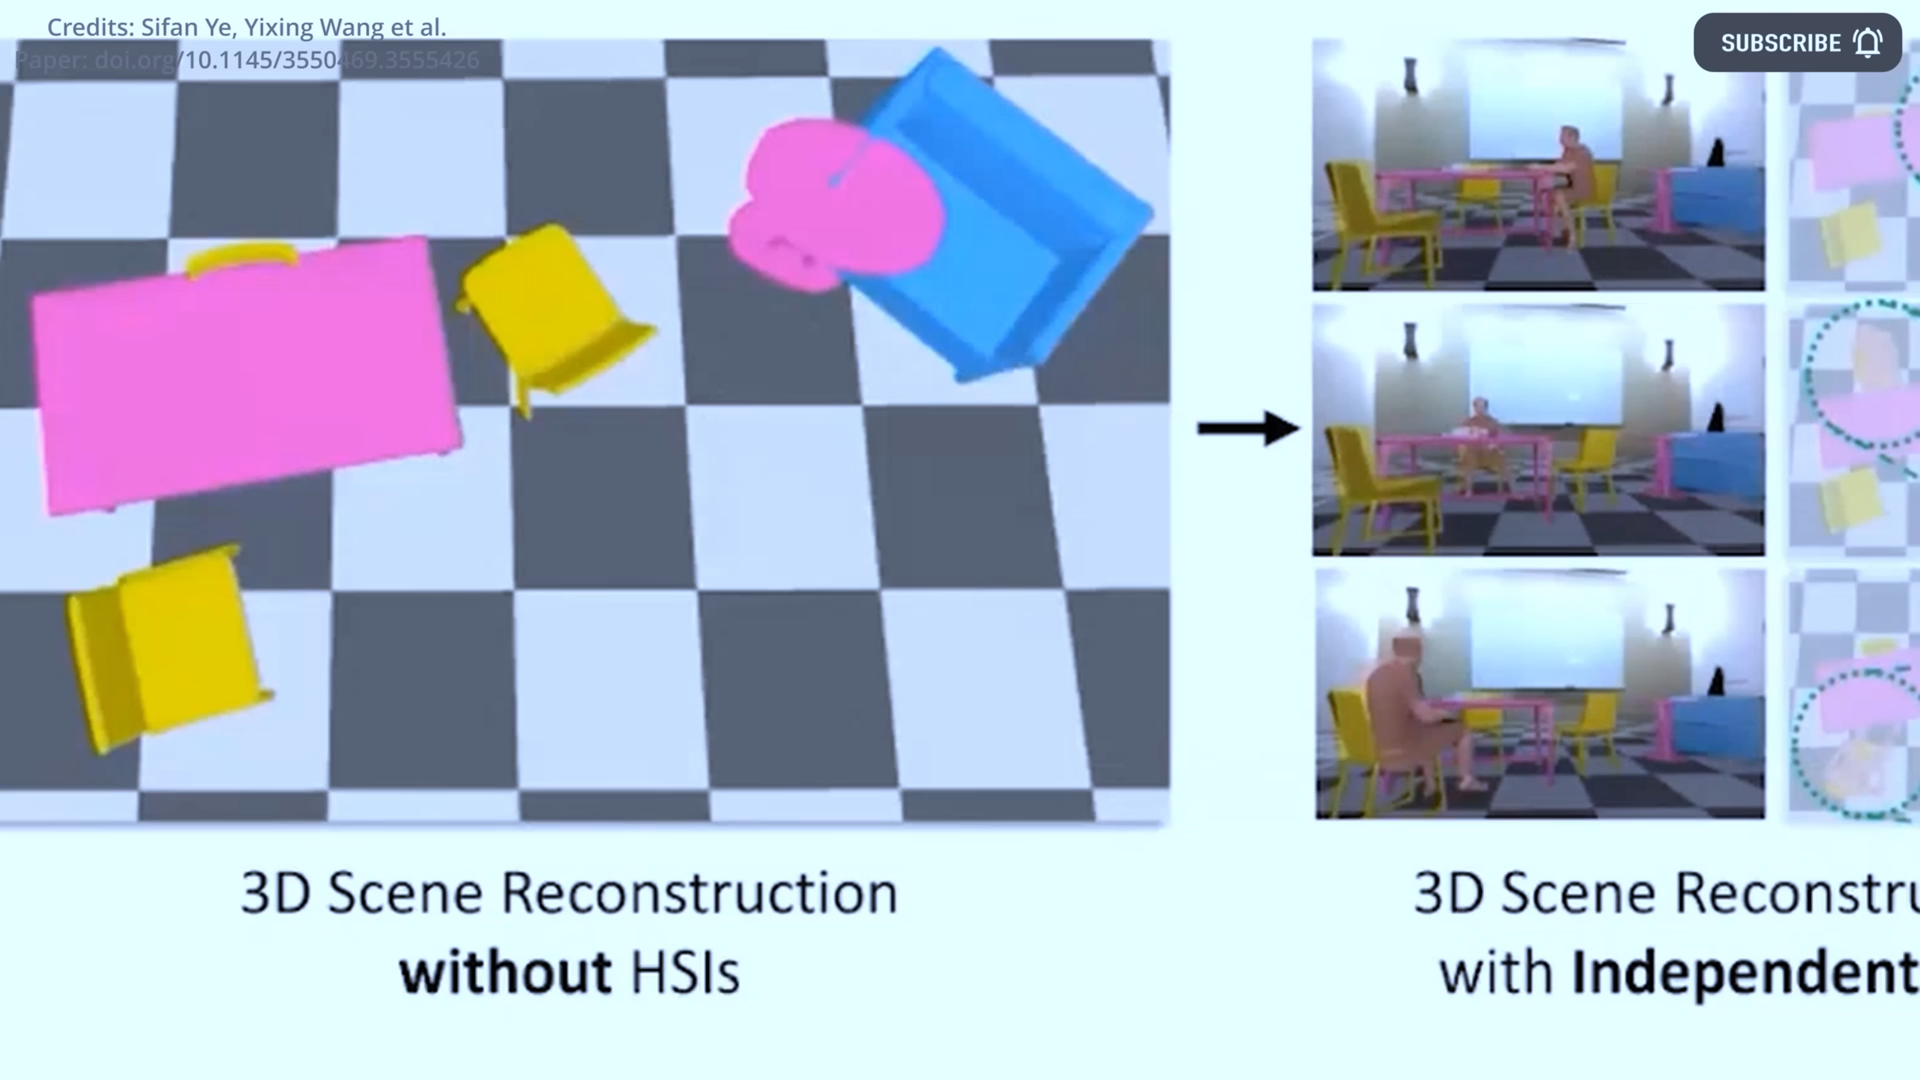 Credits: Sifan Ye, Yixing Wang et al.
Paper: doi.org/10.1145/3550469.3555426
SUBSCRIBE
3D Scene Reconstruction
without HSIs
3D Scene Reconstru
with Independent